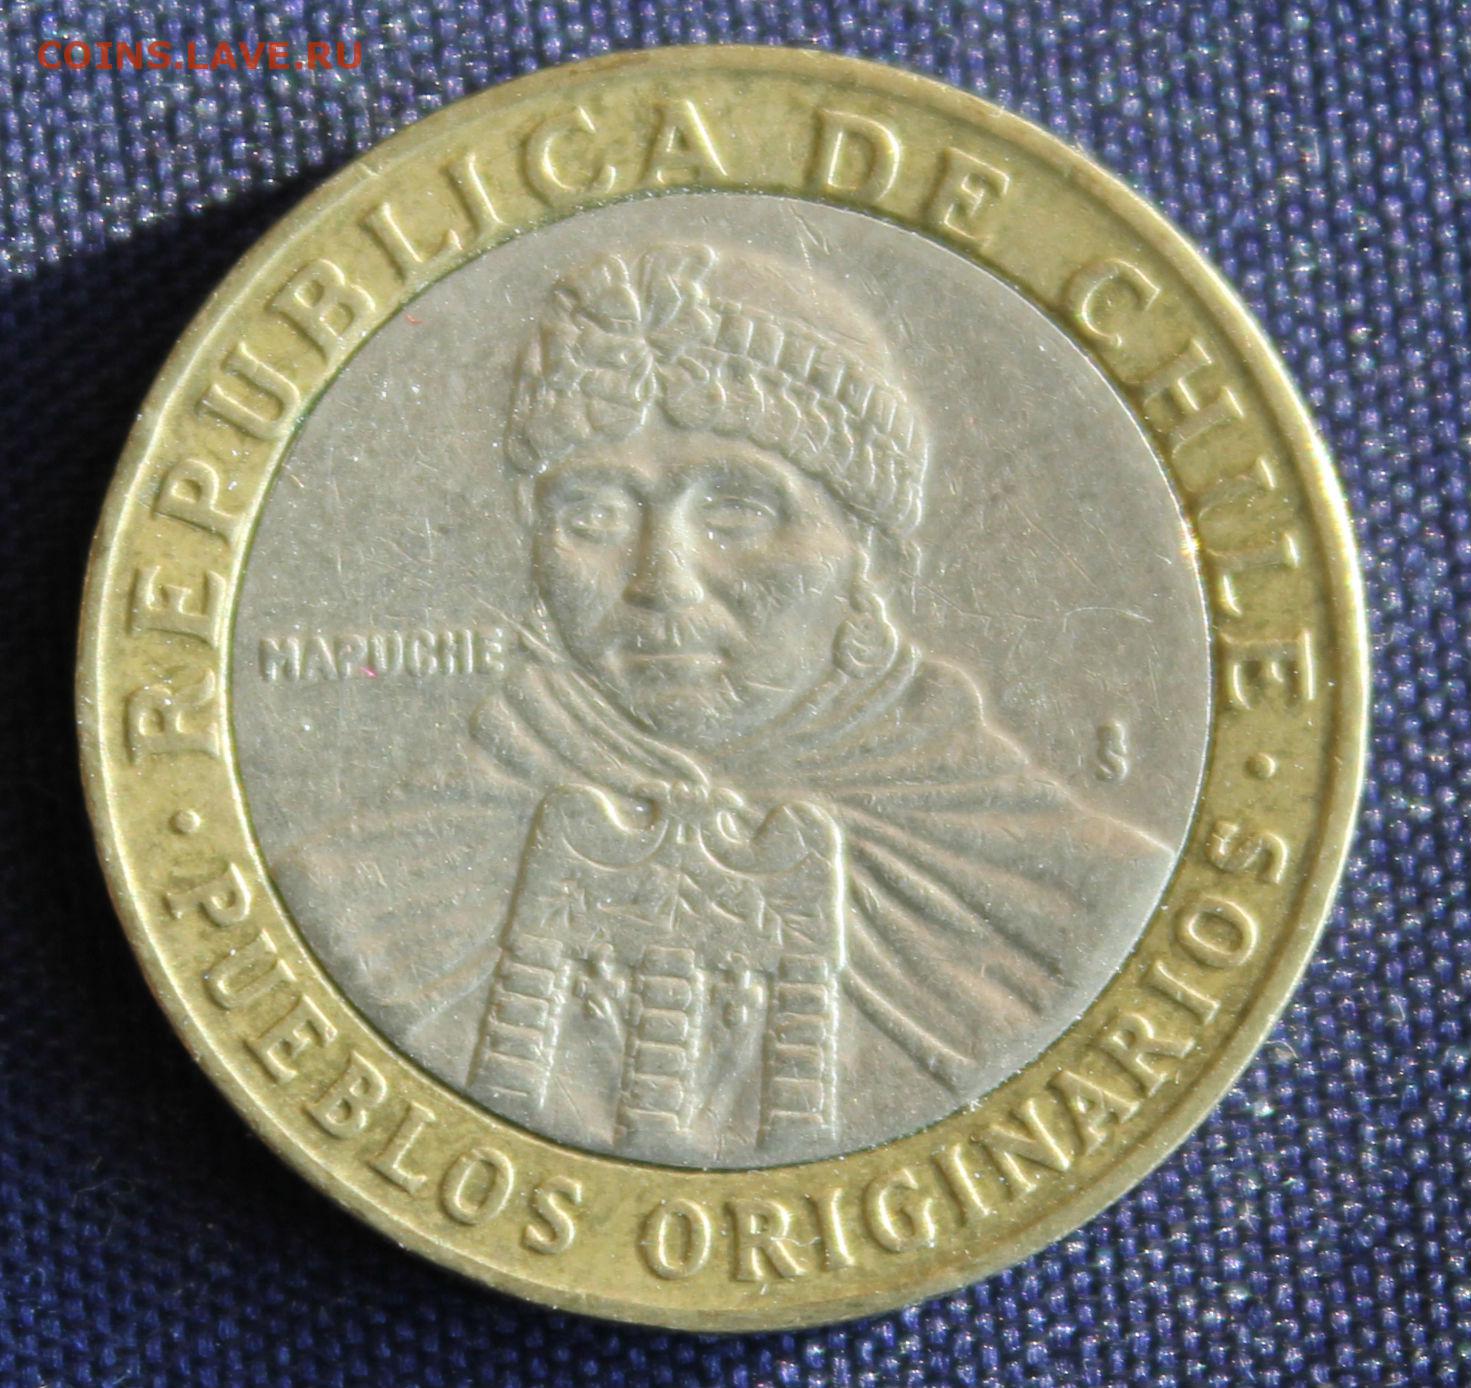 COINS.LAVE.RU
REPUBLICA DE CHILE
MAPUCHE
S
PUEBLOS ORIGINARIOS